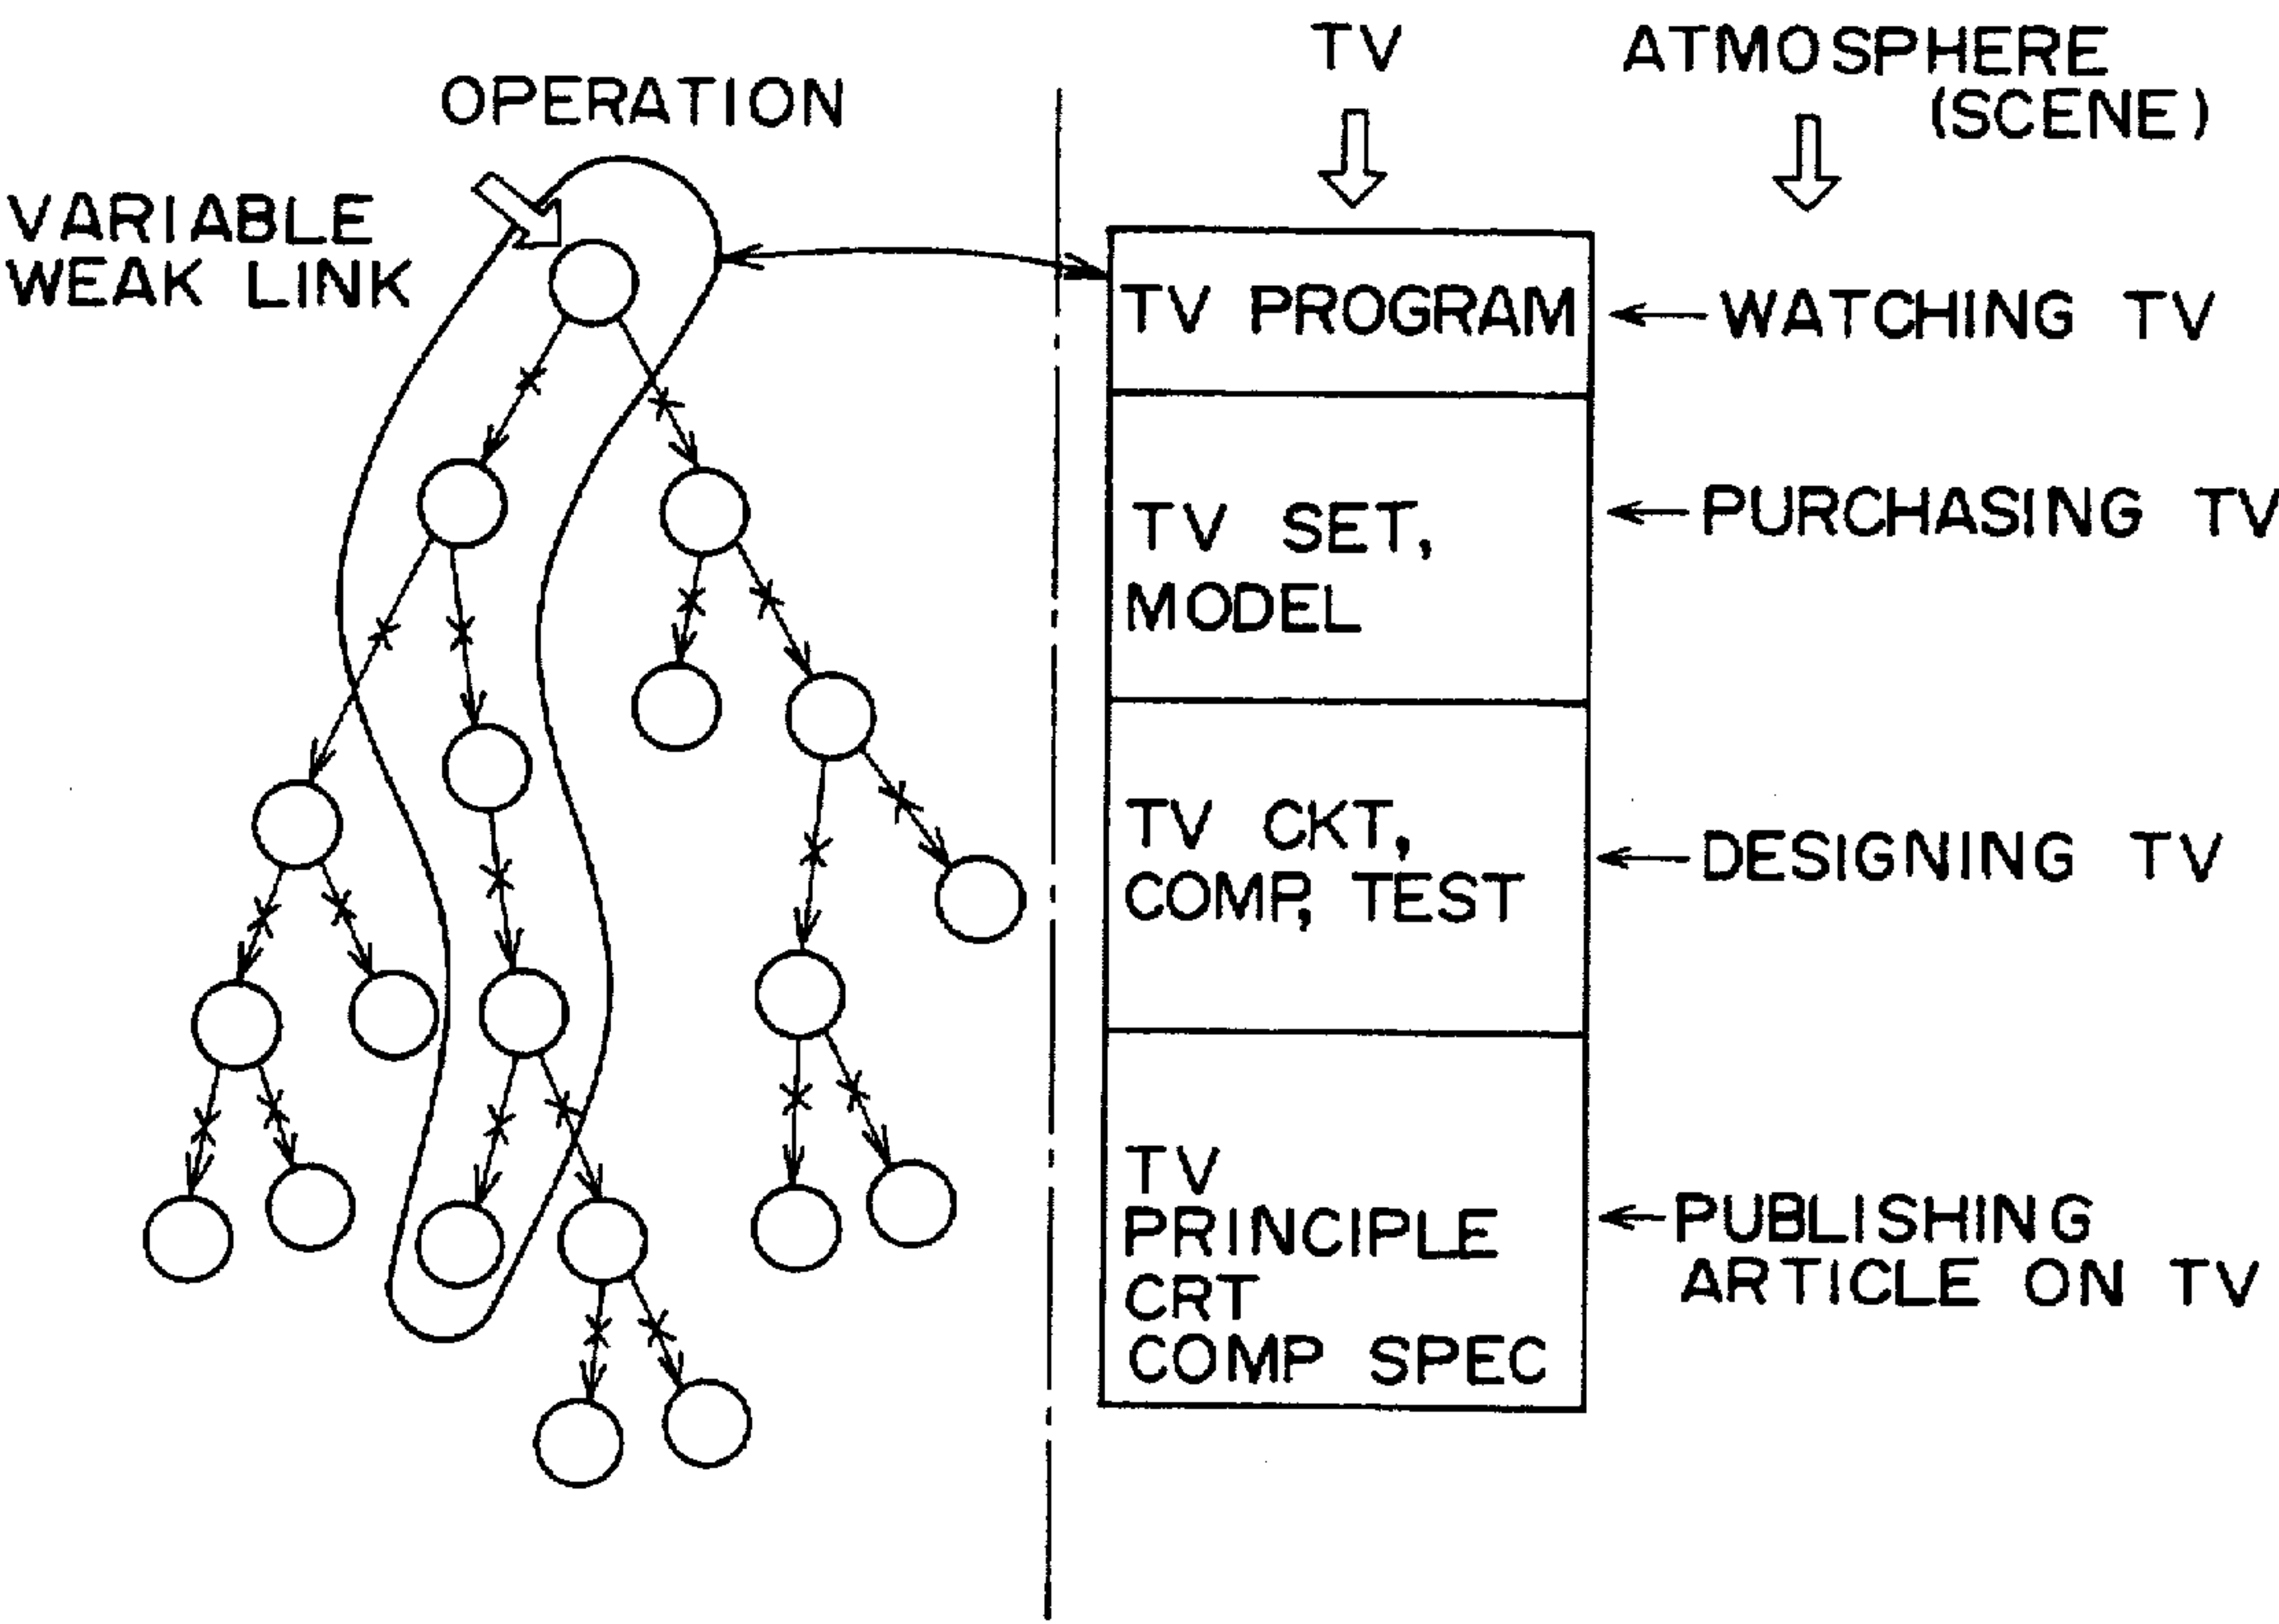 OPERATION
VARIABLE
WEAK LINK
TV
ATMOSPHERE
(SCENE)
TV PROGRAM
WATCHING TV
TV SET,
MODEL
PURCHASING TV
TV CKT,
COMP, TEST
DESIGNING TV
TV
PRINCIPLE
CRT
COMP SPEC
PUBLISHING
ARTICLE ON TV